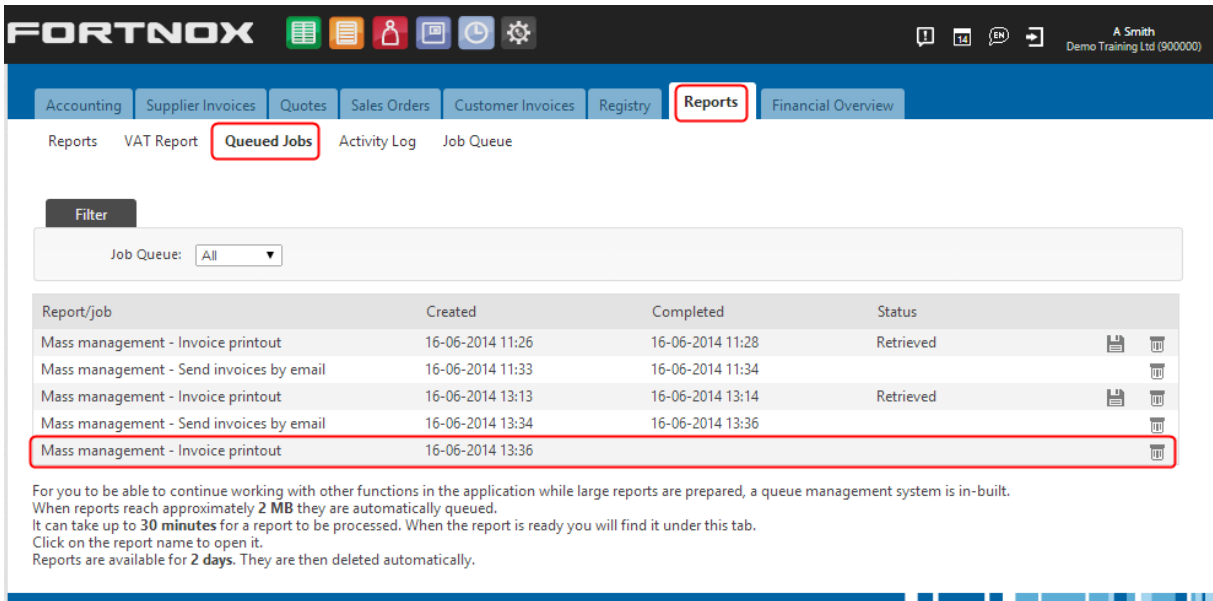 FORTNOX
14
EN
A Smith
Demo Training Ltd (900000)
Accounting Supplier Invoices Quotes Sales Orders Customer Invoices Registry Reports Financial Overview
Reports VAT Report Queued Jobs Activity Log Job Queue
Filter
Job Queue: All
Report/job Created Completed Status
Mass management - Invoice printout 16-06-2014 11:26 16-06-2014 11:28 Retrieved
Mass management - Send invoices by email 16-06-2014 11:33 16-06-2014 11:34
Mass management - Invoice printout 16-06-2014 13:13 16-06-2014 13:14 Retrieved
Mass management - Send invoices by email 16-06-2014 13:34 16-06-2014 13:36
Mass management - Invoice printout 16-06-2014 13:36
For you to be able to continue working with other functions in the application while large reports are prepared, a queue management system is in-built.
When reports reach approximately 2 MB they are automatically queued.
It can take up to 30 minutes for a report to be processed. When the report is ready you will find it under this tab.
Click on the report name to open it.
Reports are available for 2 days. They are then deleted automatically.